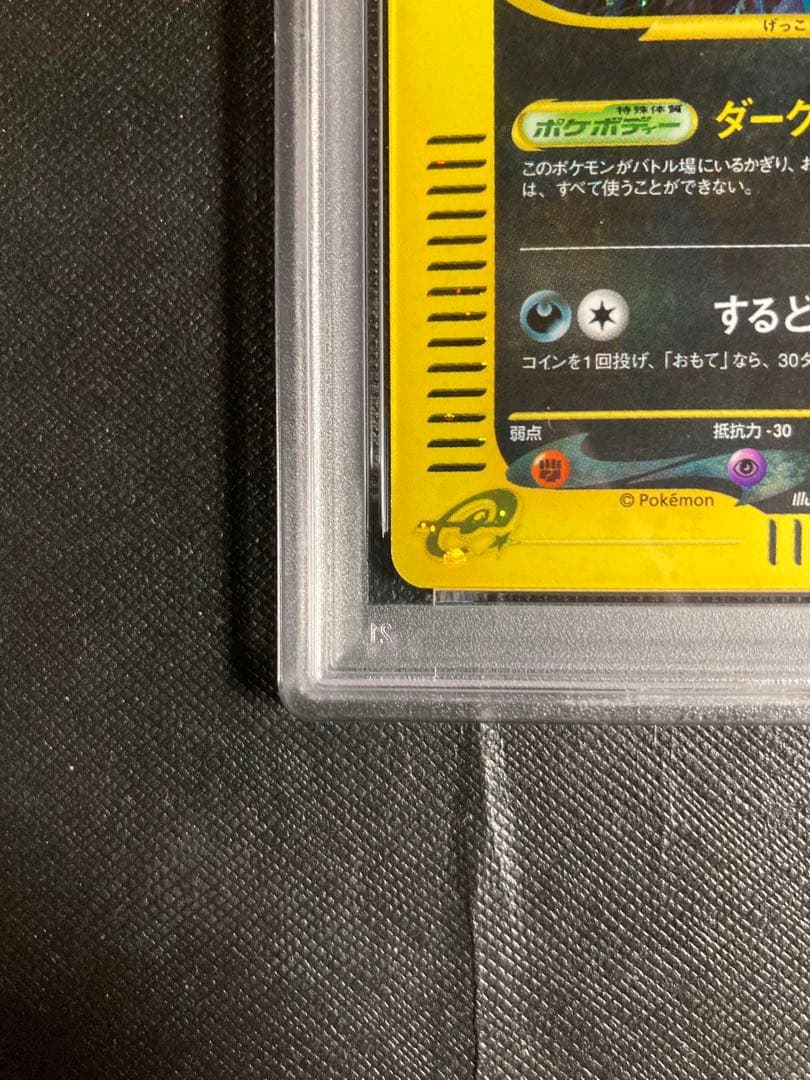 げっこ
特殊体質
ポケボディー
ダーク
このポケモンがバトル場にいるかぎり、お
は、すべて使うことができない。
するど
コインを1回投げ、「おもて」なら、30ダ
弱点
抵抗力 -30
© Pokémon
Illu
21